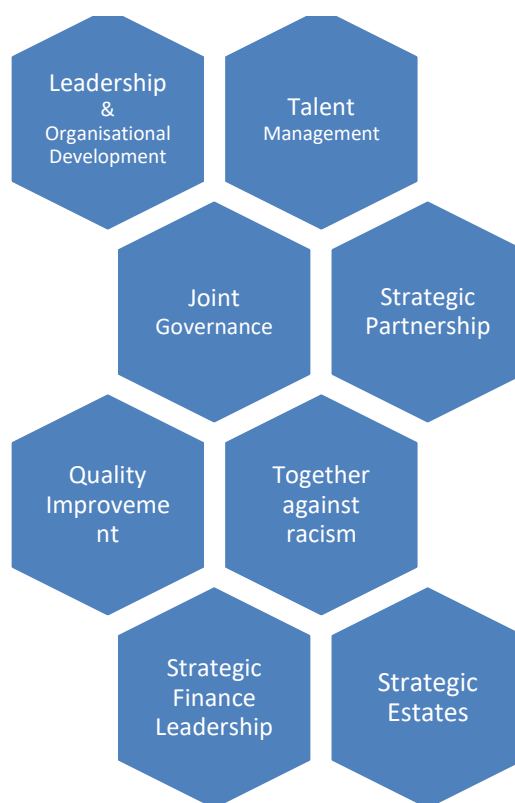 Leadership
&
Organisational
Development
Talent
Management
Joint
Governance
Strategic
Partnership
Quality
Improveme
nt
Together
against
racism
Strategic
Finance
Leadership
Strategic
Estates